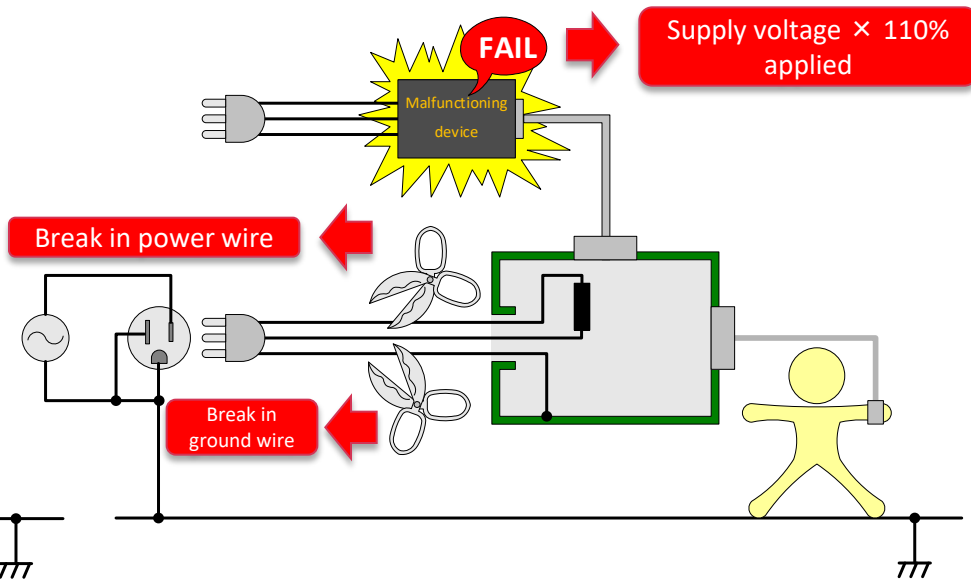 FAIL
Supply voltage × 110%
applied
Malfunctioning
device
Break in power wire
Break in
ground wire